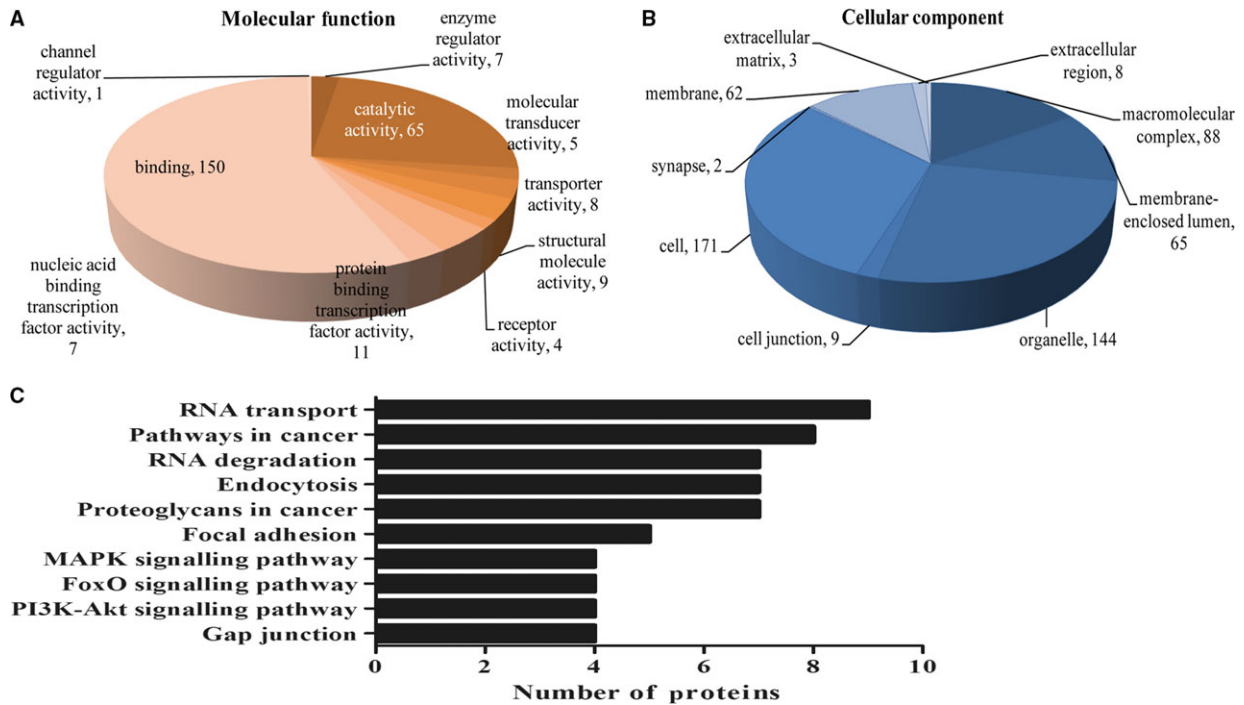 A
Molecular function
enzyme
regulator
activity, 7
channel
regulator
activity, 1
catalytic
activity, 65
molecular
transducer
activity, 5
binding, 150
transporter
activity, 8
structural
molecule
activity, 9
nucleic acid
binding
transcription
factor activity,
7
protein
binding
transcription
factor activity,
11
receptor
activity, 4
B
Cellular component
extracellular
matrix, 3
extracellular
region, 8
membrane, 62
macromolecular
complex, 88
synapse, 2
membrane-
enclosed lumen,
65
cell, 171
cell junction, 9
organelle, 144
C
RNA transport
Pathways in cancer
RNA degradation
Endocytosis
Proteoglycans in cancer
Focal adhesion
MAPK signalling pathway
FoxO signalling pathway
PI3K-Akt signalling pathway
Gap junction
0 2 4 6 8 10
Number of proteins